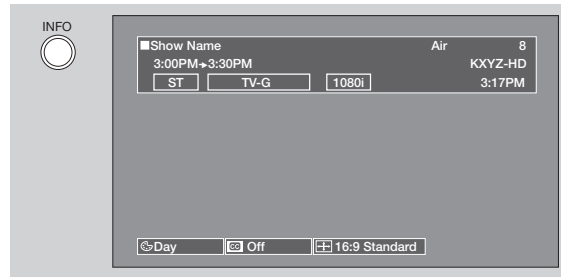 INFO
■Show Name Air 8
3:00PM→3:30PM KXYZ-HD
ST TV-G 1080i 3:17PM
Day CC Off 16:9 Standard